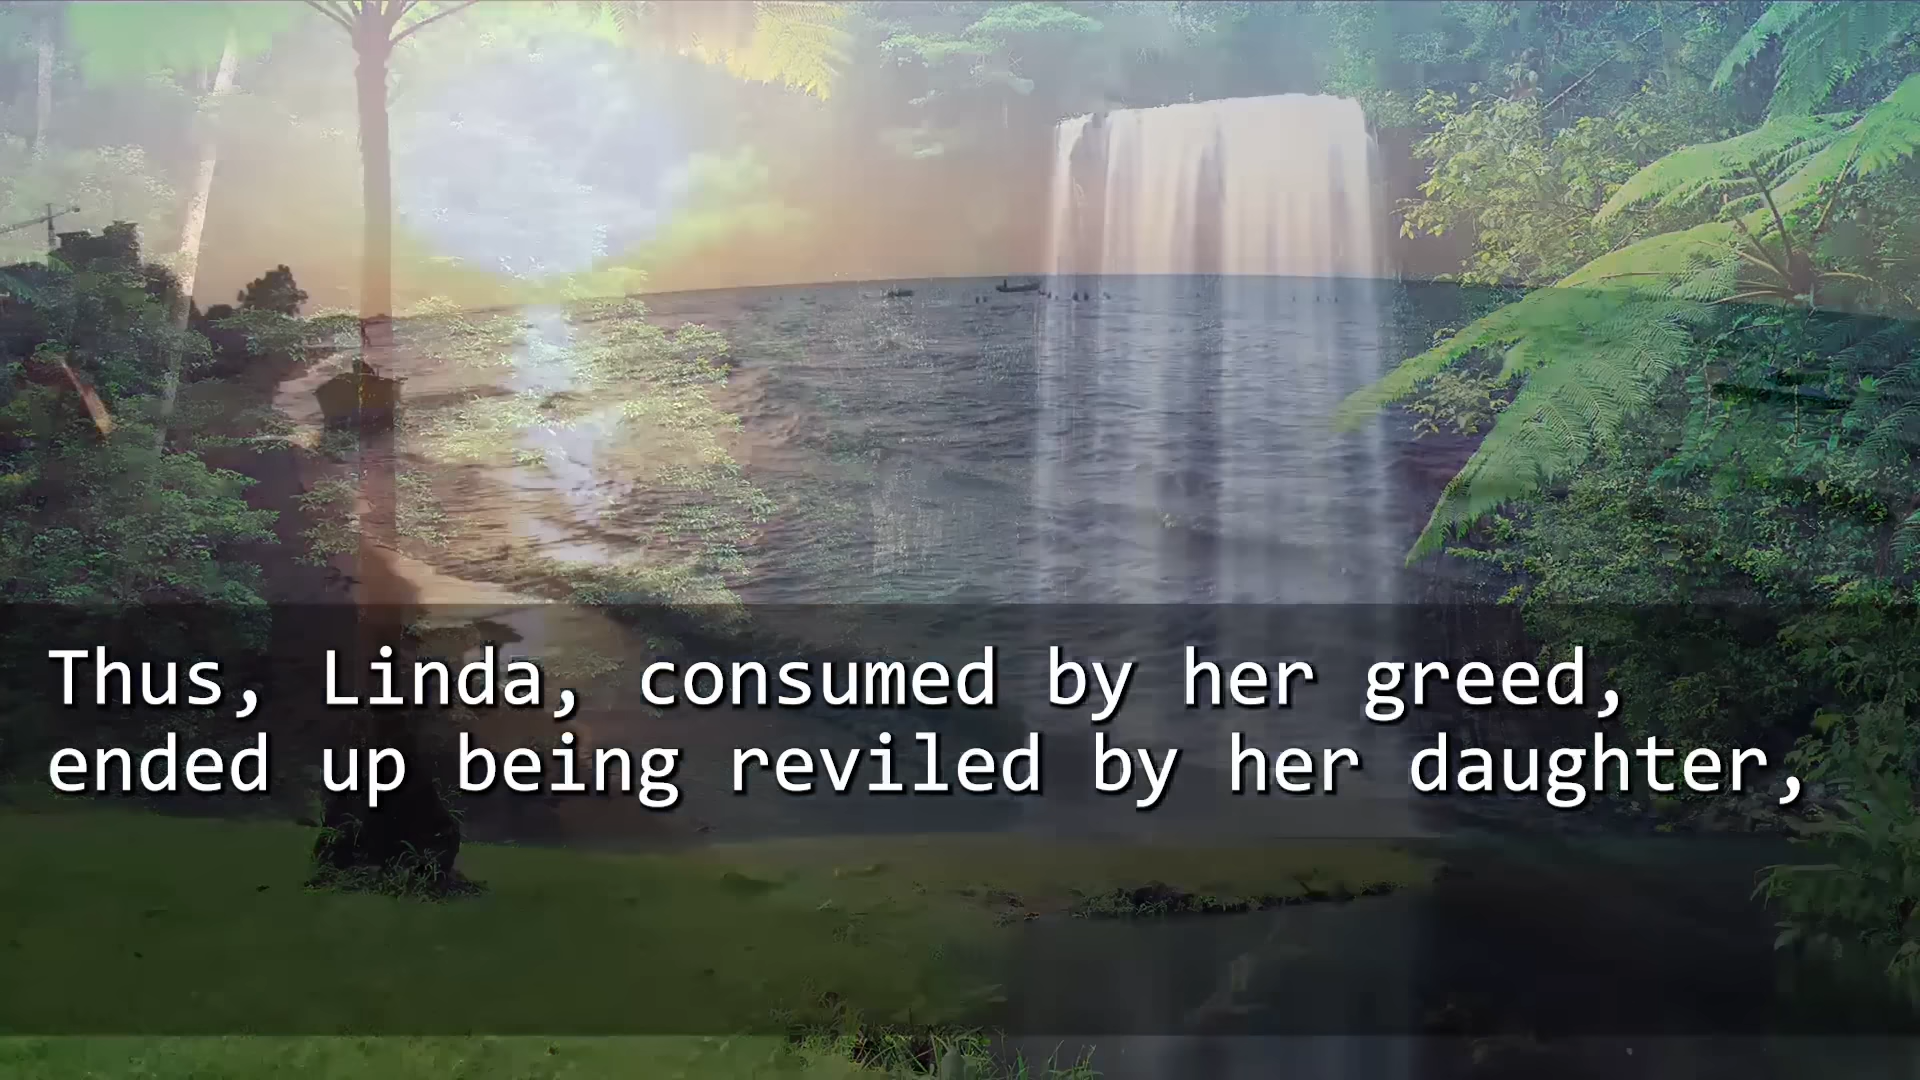 Thus, Linda, consumed by her greed,
ended up being reviled by her daughter,